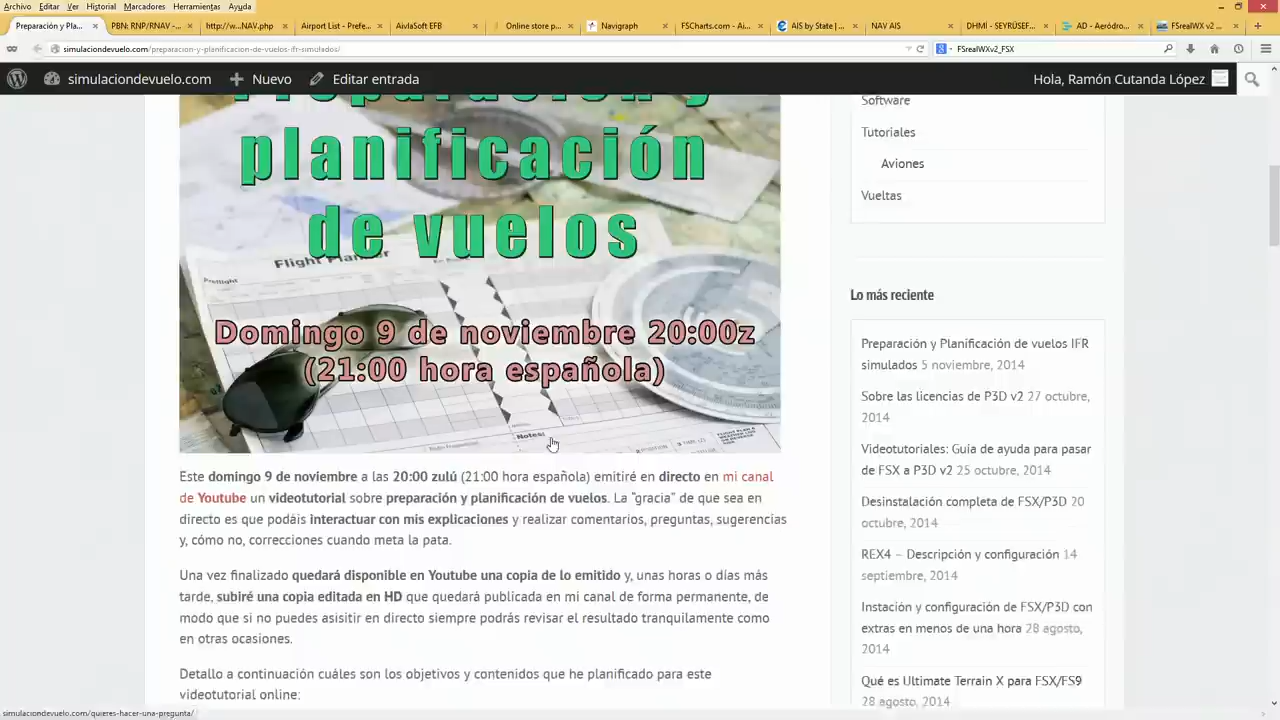 Archivo Editar Ver Historial Marcadores Herramientas Ayuda
Preparación y Pla...
PBN: RNP/RNAV -...
http://w...NAV.php
Airport List - Prefe...
AivlaSoft EFB
Online store p...
Navigraph
FSCharts.com - Ai...
AIS by State | ...
NAV AIS
DHMİ - SEYRÜSEF...
AD - Aeródro...
FSrealWX v2 ...
simulaciondevuelo.com/preparacion-y-planificacion-de-vuelos-ifr-simulados/
FSrealWXv2_FSX
simulaciondevuelo.com
Nuevo
Editar entrada
Hola, Ramón Cutanda López
Preparación y
planificación
de vuelos
Flight Planner
Preflight
Domingo 9 de noviembre 20:00z
(21:00 hora española)
Notes:
Este domingo 9 de noviembre a las 20:00 zulú (21:00 hora española) emitiré en directo en mi canal
de Youtube un videotutorial sobre preparación y planificación de vuelos. La "gracia" de que sea en
directo es que podáis interactuar con mis explicaciones y realizar comentarios, preguntas, sugerencias
y, cómo no, correcciones cuando meta la pata.
Una vez finalizado quedará disponible en Youtube una copia de lo emitido y, unas horas o días más
tarde, subiré una copia editada en HD que quedará publicada en mi canal de forma permanente, de
modo que si no puedes asisitir en directo siempre podrás revisar el resultado tranquilamente como
en otras ocasiones.
Detallo a continuación cuáles son los objetivos y contenidos que he planificado para este
videotutorial online:
Software
Tutoriales
Aviones
Vueltas
Lo más reciente
Preparación y Planificación de vuelos IFR
simulados 5 noviembre, 2014
Sobre las licencias de P3D v2 27 octubre,
2014
Videotutoriales: Guía de ayuda para pasar
de FSX a P3D v2 25 octubre, 2014
Desinstalación completa de FSX/P3D 20
octubre, 2014
REX4 – Descripción y configuración 14
septiembre, 2014
Instación y configuración de FSX/P3D con
extras en menos de una hora 28 agosto,
2014
Qué es Ultimate Terrain X para FSX/FS9
28 agosto, 2014
simulaciondevuelo.com/quieres-hacer-una-pregunta/